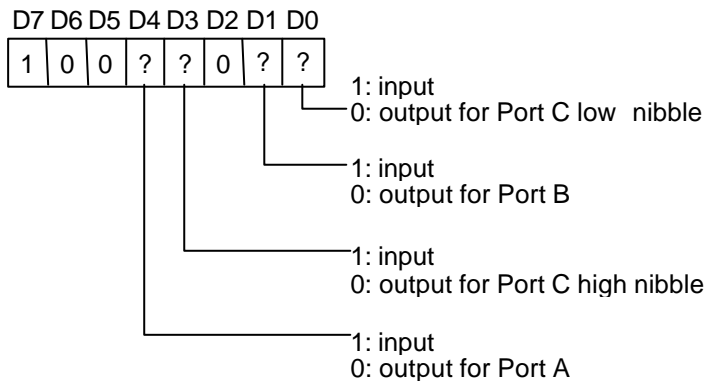 D7 D6 D5 D4 D3 D2 D1 D0
1 0 0 ? ? 0 ? ?
1: input
0: output for Port C low nibble
1: input
0: output for Port B
1: input
0: output for Port C high nibble
1: input
0: output for Port A